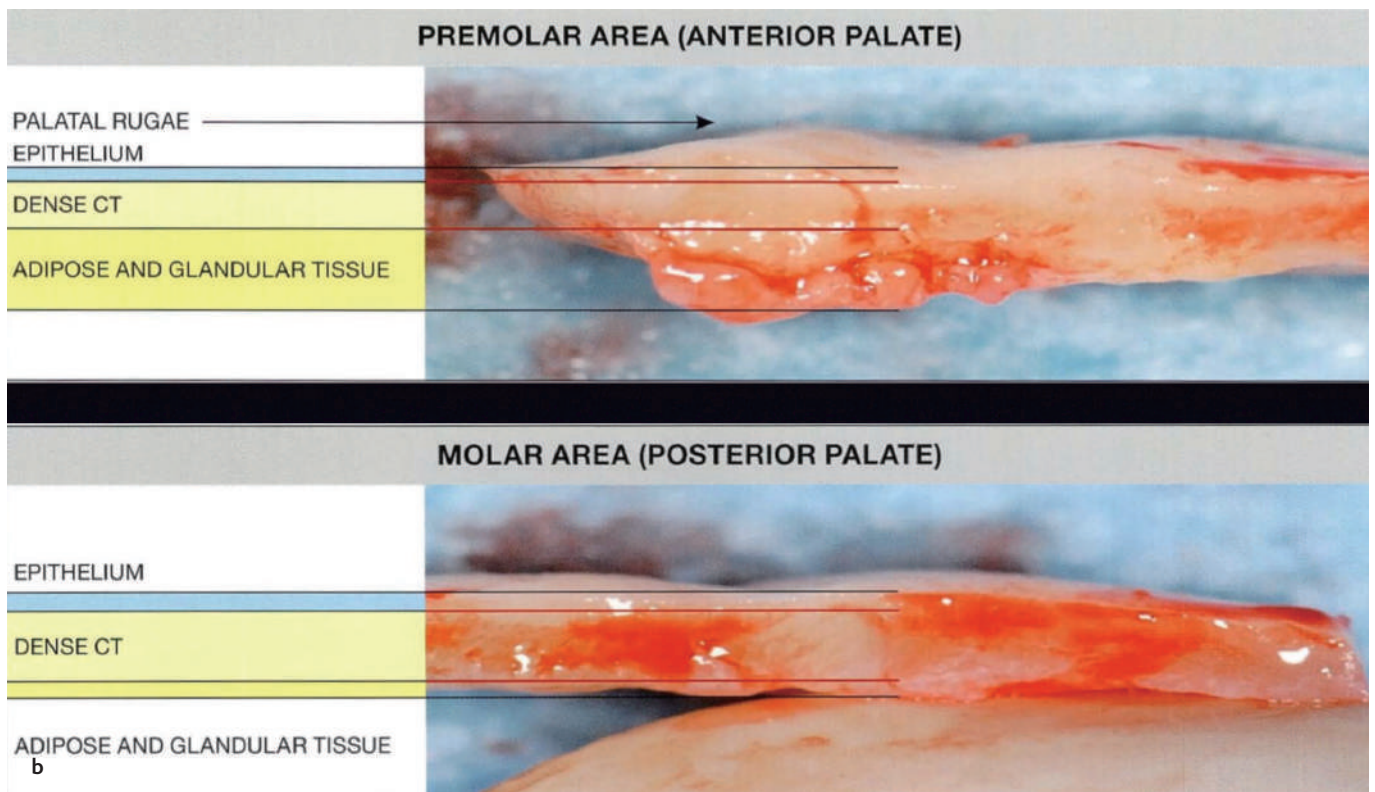 PREMOLAR AREA (ANTERIOR PALATE)
PALATAL RUGAE
EPITHELIUM
DENSE CT
ADIPOSE AND GLANDULAR TISSUE
MOLAR AREA (POSTERIOR PALATE)
EPITHELIUM
DENSE CT
ADIPOSE AND GLANDULAR TISSUE
b